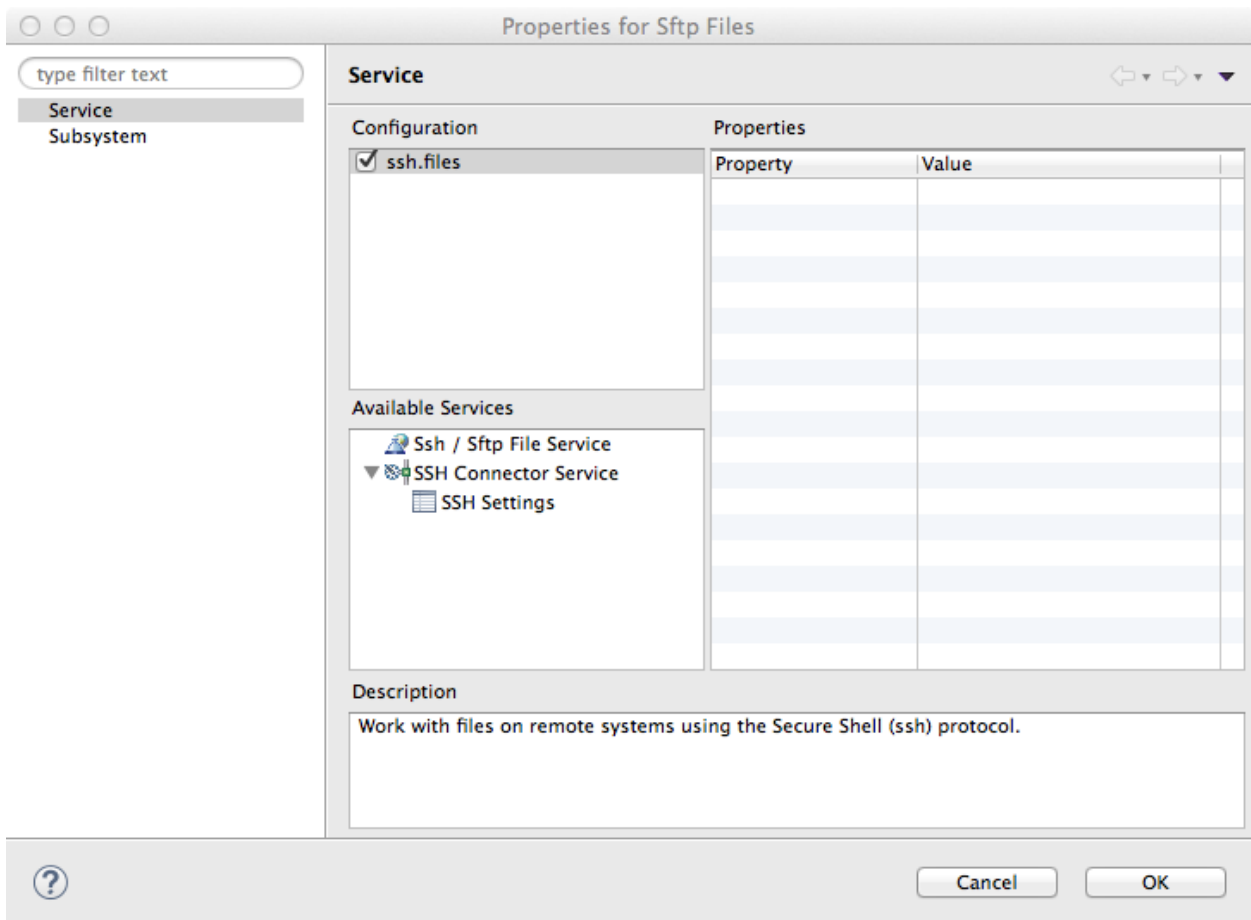 Properties for Sftp Files
type filter text
Service
Subsystem
Service
Configuration
ssh.files
Properties
Property Value
Available Services
Ssh / Sftp File Service
SSH Connector Service
SSH Settings
Description
Work with files on remote systems using the Secure Shell (ssh) protocol.
?
Cancel
OK